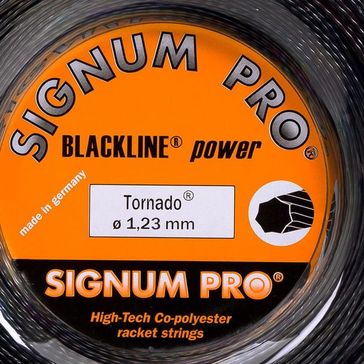 SIGNUM PRO®
BLACKLINE® power
Tornado®
ø 1,23 mm
made in germany
SIGNUM PRO®
High-Tech Co-polyester
racket strings